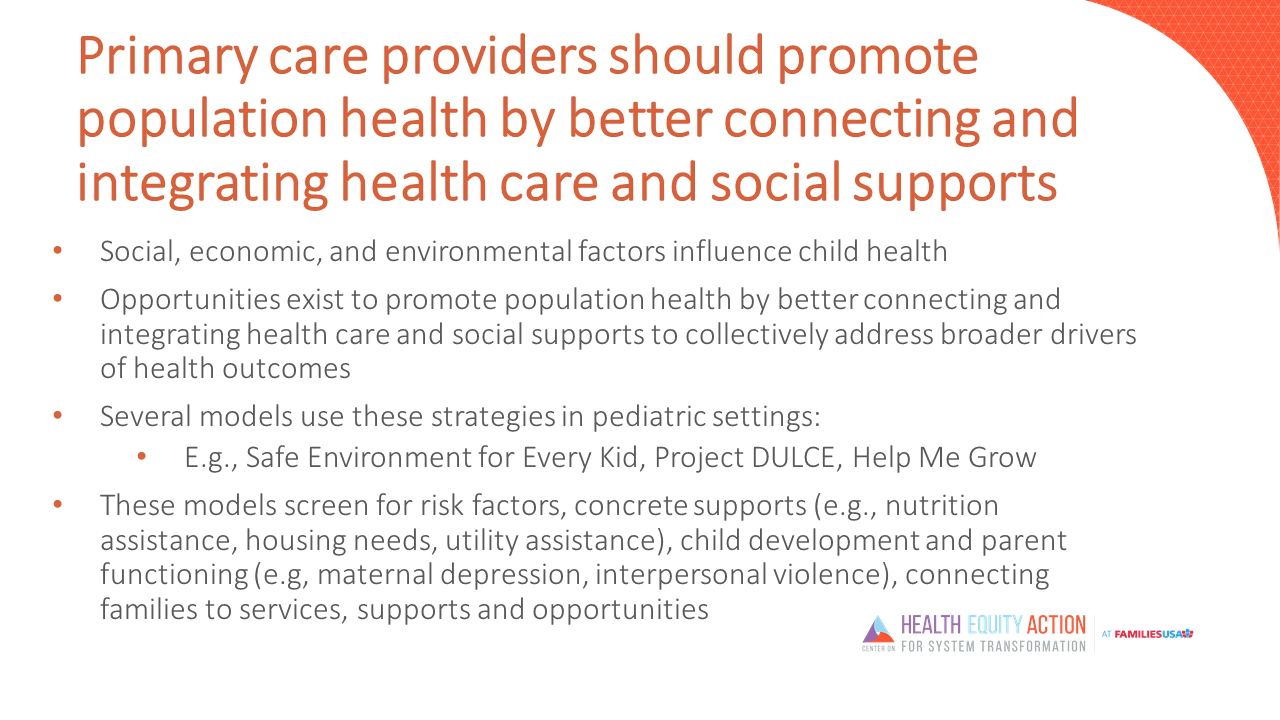 Primary care providers should promote
population health by better connecting and
integrating health care and social supports
• Social, economic, and environmental factors influence child health
• Opportunities exist to promote population health by better connecting and
integrating health care and social supports to collectively address broader drivers
of health outcomes
• Several models use these strategies in pediatric settings:
• E.g., Safe Environment for Every Kid, Project DULCE, Help Me Grow
• These models screen for risk factors, concrete supports (e.g., nutrition
assistance, housing needs, utility assistance), child development and parent
functioning (e.g, maternal depression, interpersonal violence), connecting
families to services, supports and opportunities
HEALTH EQUITY ACTION
CENTER ON FOR SYSTEM TRANSFORMATION
AT FAMILIESUSA